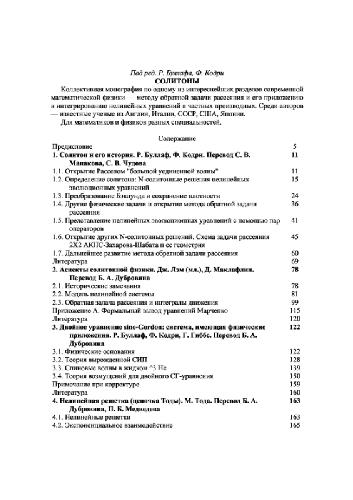 Под ред. Р. Буллафа, Ф. Кодри
СОЛИТОНЫ
Коллективная монография по одному из интереснейших разделов современной
математической физики — методу обратной задачи рассеяния и его приложению
к интегрированию нелинейных уравнений в частных производных. Среди авторов
— известные ученые из Англии, Италии, СССР, США, Японии.
Для математиков и физиков разных специальностей.
Содержание
Предисловие 5
1. Солитон и его история. Р. Буллаф, Ф. Кодри. Перевод С. В. 11
Манакова, С. В. Чудова
1.1. Открытие Расселом "большой уединенной волны" 11
1.2. Определение солитона: N-солитонные решения нелинейных 15
эволюционных уравнений
1.3. Преобразования Бэклунда и сохранение плотности 24
1.4. Другие физические задачи и открытие метода обратной задачи 36
рассеяния
1.5. Представление нелинейных эволюционных уравнений с помощью пар 41
операторов
1.6. Открытие других N-солитонных решений. Схема задачи рассеяния 45
2X2 АКНС-Захарова-Шабата и ее геометрия
1.7. Дальнейшее развитие метода обратной задачи рассеяния 60
Литература 69
2. Аспекты солитонной физики. Дж. Лэм (мл.), Д. Маклафлин. 78
Перевод Б. А. Дубровина
2.1. Исторические замечания 78
2.2. Модель нелинейной системы 81
2.3. Обратная задача рассеяния и интегралы движения 99
Приложение А. Формальный вывод уравнений Марченко 115
Литература 120
3. Двойное уравнение sine-Gordon: система, имеющая физические 122
приложения. Р. Буллаф, Ф. Кодри, Г. Гиббс. Перевод Б. А.
Дубровина
3.1. Физические основания 122
3.2. Теория вырожденной СИП 128
3.3. Спиновые волны в жидком ^3 Не 139
3.4. Теория возмущений для двойного СГ-уравнения 150
Примечание при корректуре 159
Литература 160
4. Нелинейная решетка (цепочка Тоды). М. Тода. Перевод Б. А. 163
Дубровина, П. Б. Медведева
4.1. Нелинейные решетки 163
4.2. Экспоненциальное взаимодействие 165